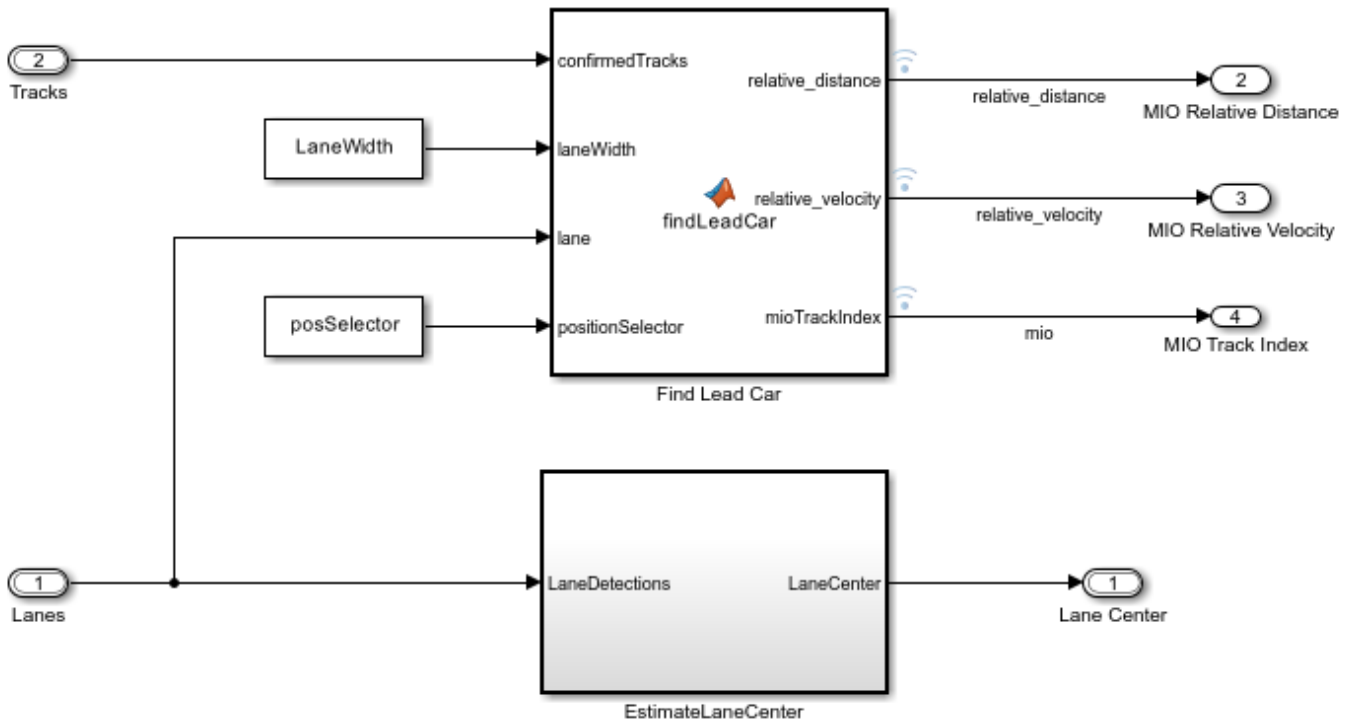 2
Tracks
LaneWidth
posSelector
confirmedTracks
laneWidth
lane
positionSelector
findLeadCar
relative_distance
relative_velocity
mioTrackIndex
Find Lead Car
relative_distance
relative_velocity
mio
2
MIO Relative Distance
3
MIO Relative Velocity
4
MIO Track Index
1
Lanes
LaneDetections
LaneCenter
EstimateLaneCenter
1
Lane Center